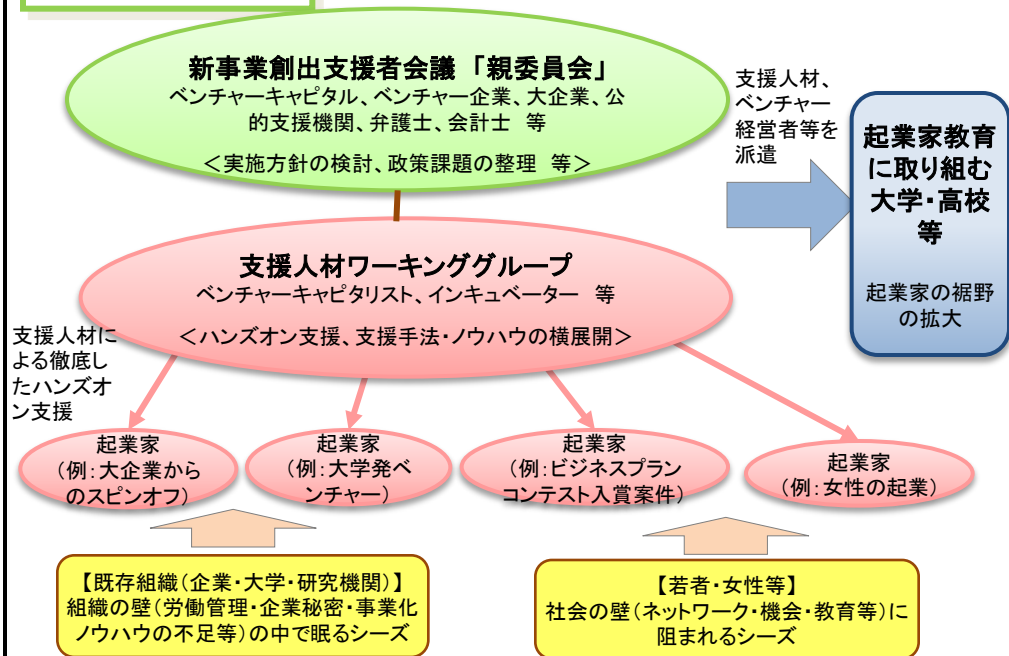 新事業創出支援者会議 「親委員会」
ベンチャーキャピタル、ベンチャー企業、大企業、公
的支援機関、弁護士、会計士 等
＜実施方針の検討、政策課題の整理 等＞
支援人材、
ベンチャー
経営者等を
派遣
起業家教育
に取り組む
大学・高校
等
起業家の裾野
の拡大
支援人材ワーキンググループ
ベンチャーキャピタリスト、インキュベーター 等
＜ハンズオン支援、支援手法・ノウハウの横展開＞
支援人材に
よる徹底し
たハンズオ
ン支援
起業家
（例：大企業から
のスピンオフ）
起業家
（例：大学発ベ
ンチャー）
起業家
（例：ビジネスプラン
コンテスト入賞案件）
起業家
（例：女性の起業）
【既存組織（企業・大学・研究機関）】
組織の壁（労働管理・企業秘密・事業化
ノウハウの不足等）の中で眠るシーズ
【若者・女性等】
社会の壁（ネットワーク・機会・教育等）に
阻まれるシーズ